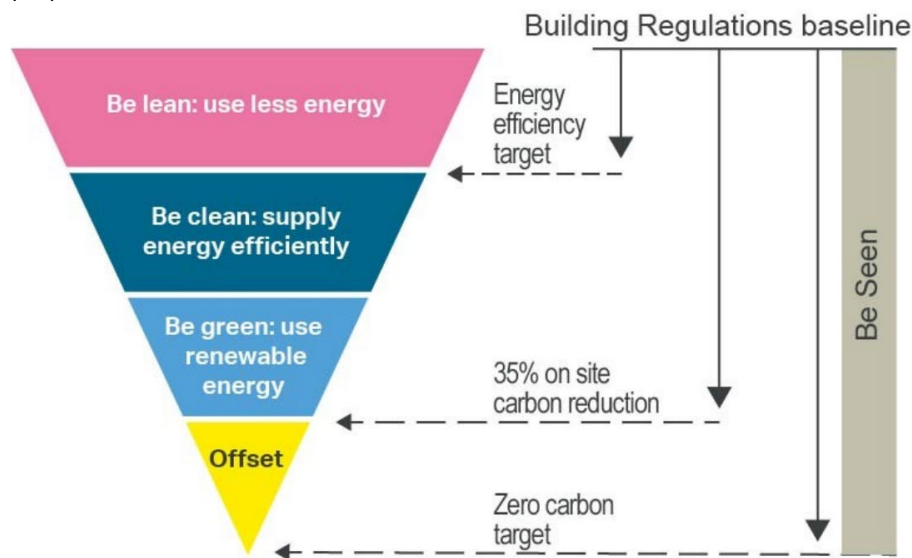 Building Regulations baseline
Be lean: use less energy
Energy
efficiency
target
Be clean: supply
energy efficiently
Be Seen
Be green: use
renewable
energy
35% on site
carbon reduction
Offset
Zero carbon
target